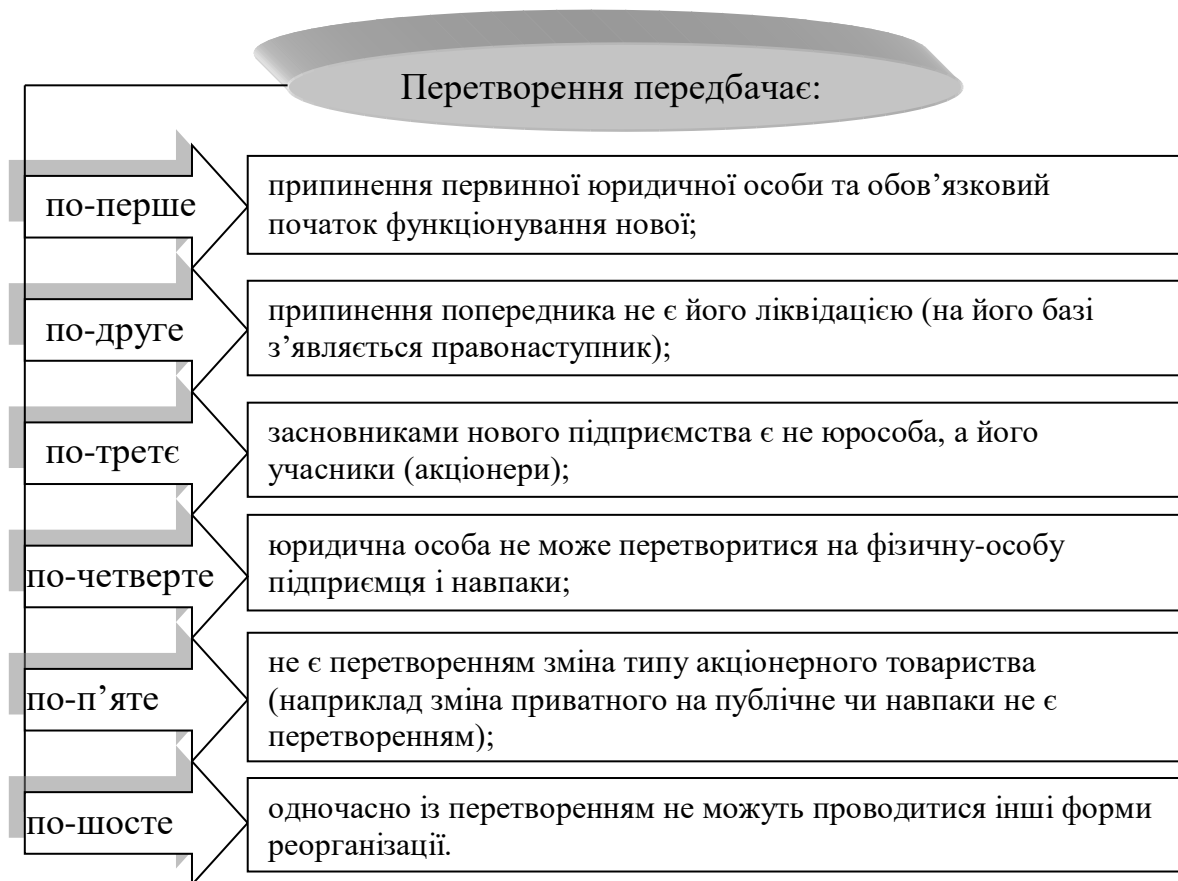 Перетворення передбачає:
по-перше
припинення первинної юридичної особи та обов’язковий
початок функціонування нової;
по-друге
припинення попередника не є його ліквідацією (на його базі
з’являється правонаступник);
по-третє
засновниками нового підприємства є не юрособа, а його
учасники (акціонери);
по-четверте
юридична особа не може перетворитися на фізичну-особу
підприємця і навпаки;
по-п’яте
не є перетворенням зміна типу акціонерного товариства
(наприклад зміна приватного на публічне чи навпаки не є
перетворенням);
по-шосте
одночасно із перетворенням не можуть проводитися інші форми
реорганізації.